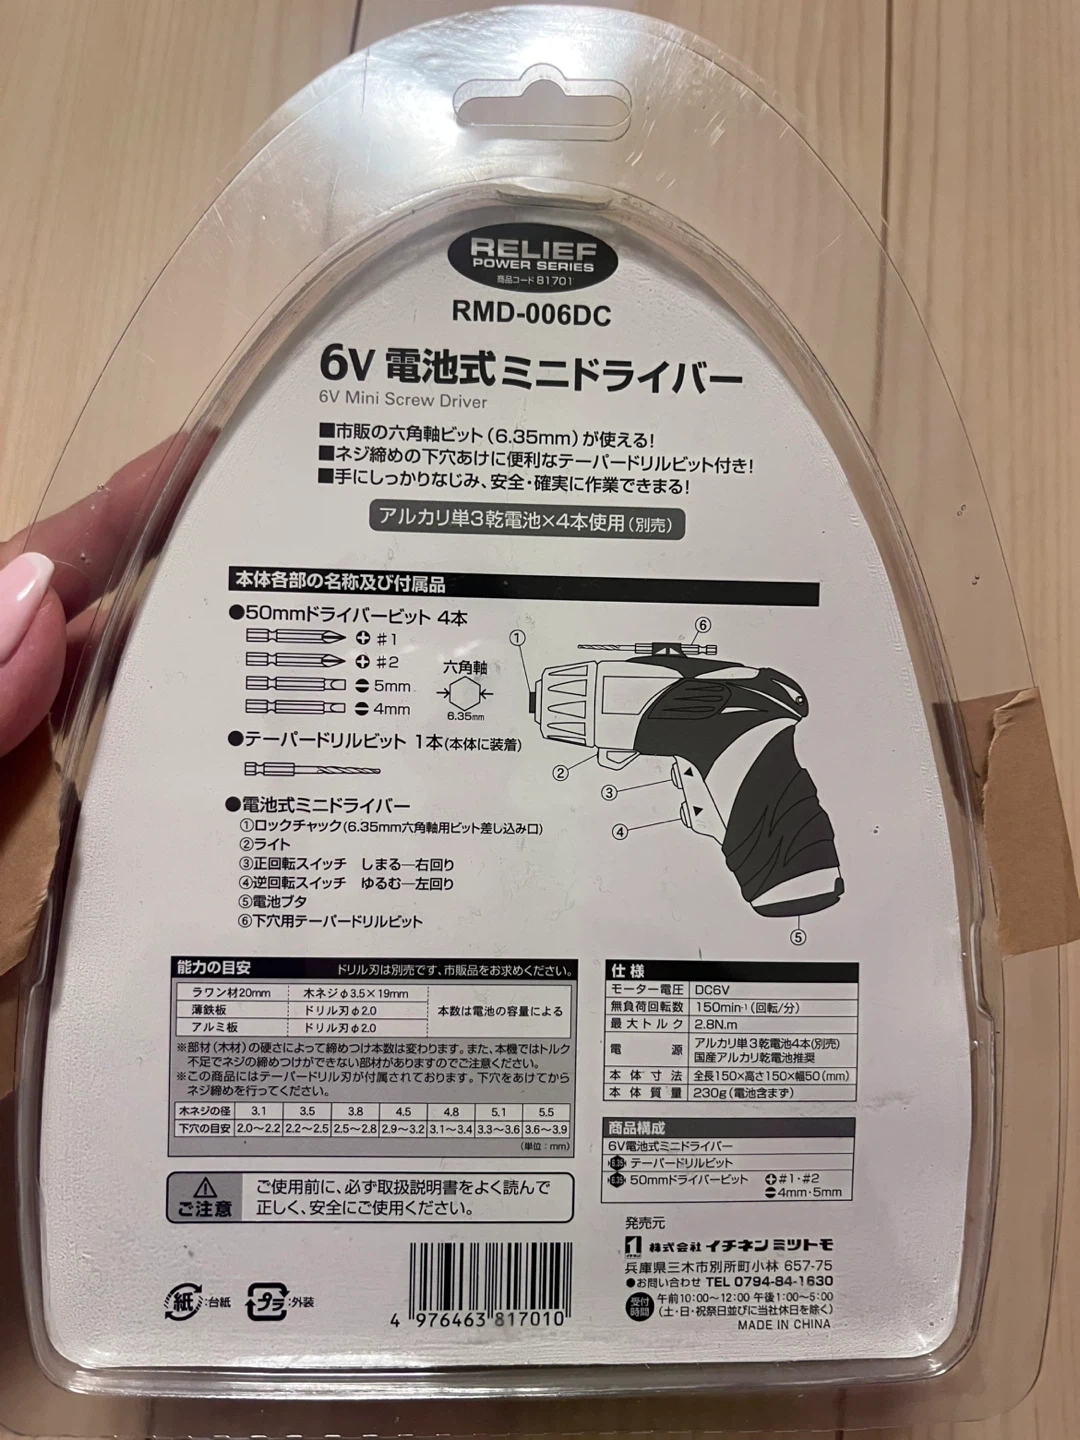 RELIEF
POWER SERIES
商品コード 81701
RMD-006DC
6V 電池式ミニドライバー
6V Mini Screw Driver
■市販の六角軸ビット(6.35mm)が使える!
■ネジ締めの下穴あけに便利なテーパードリルビット付き!
■手にしっかりなじみ、安全・確実に作業できまる!
アルカリ単3乾電池×4本使用(別売)
本体各部の名称及び付属品
●50mmドライバービット 4本
#1
#2
5mm
4mm
六角軸
6.35mm
●テーパードリルビット 1本(本体に装着)
●電池式ミニドライバー
①ロックチャック(6.35mm六角軸用ビット差し込み口)
②ライト
③正回転スイッチ しまる―右回り
④逆回転スイッチ ゆるむ―左回り
⑤電池ブタ
⑥下穴用テーパードリルビット
①
②
③
④
⑤
⑥
能力の目安 ドリル刃は別売です、市販品をお求めください。
ラワン材20mm 木ネジφ3.5×19mm 本数は電池の容量による
薄鉄板 ドリル刃φ2.0
アルミ板 ドリル刃φ2.0
※部材(木材)の硬さによって締めつけ本数は変わります。また、本機ではトルク
不足でネジの締めつけができない部材がありますのでご注意ください。
※この商品にはテーパードリル刃が付属されております。下穴をあけてから
ネジ締めを行ってください。
木ネジの径 3.1 3.5 3.8 4.5 4.8 5.1 5.5
下穴の目安 2.0～2.2 2.2～2.5 2.5～2.8 2.9～3.2 3.1～3.4 3.3～3.6 3.6～3.9
(単位:mm)
仕様
モーター電圧 DC6V
無負荷回転数 150min⁻¹(回転/分)
最大トルク 2.8N.m
電源 アルカリ単3乾電池4本(別売)
国産アルカリ乾電池推奨
本体寸法 全長150×高さ150×幅50(mm)
本体質量 230g(電池含まず)
商品構成
6V電池式ミニドライバー
テーパードリルビット
50mmドライバービット #1・#2
4mm・5mm
ご注意
ご使用前に、必ず取扱説明書をよく読んで
正しく、安全にご使用ください。
発売元
株式会社イチネンミツトモ
兵庫県三木市別所町小林 657-75
●お問い合わせ TEL 0794-84-1630
受付時間 午前10:00～12:00 午後1:00～5:00
(土・日・祝祭日並びに当社休日を除く)
MADE IN CHINA
紙:台紙
プラ:外装
4 976463 817010